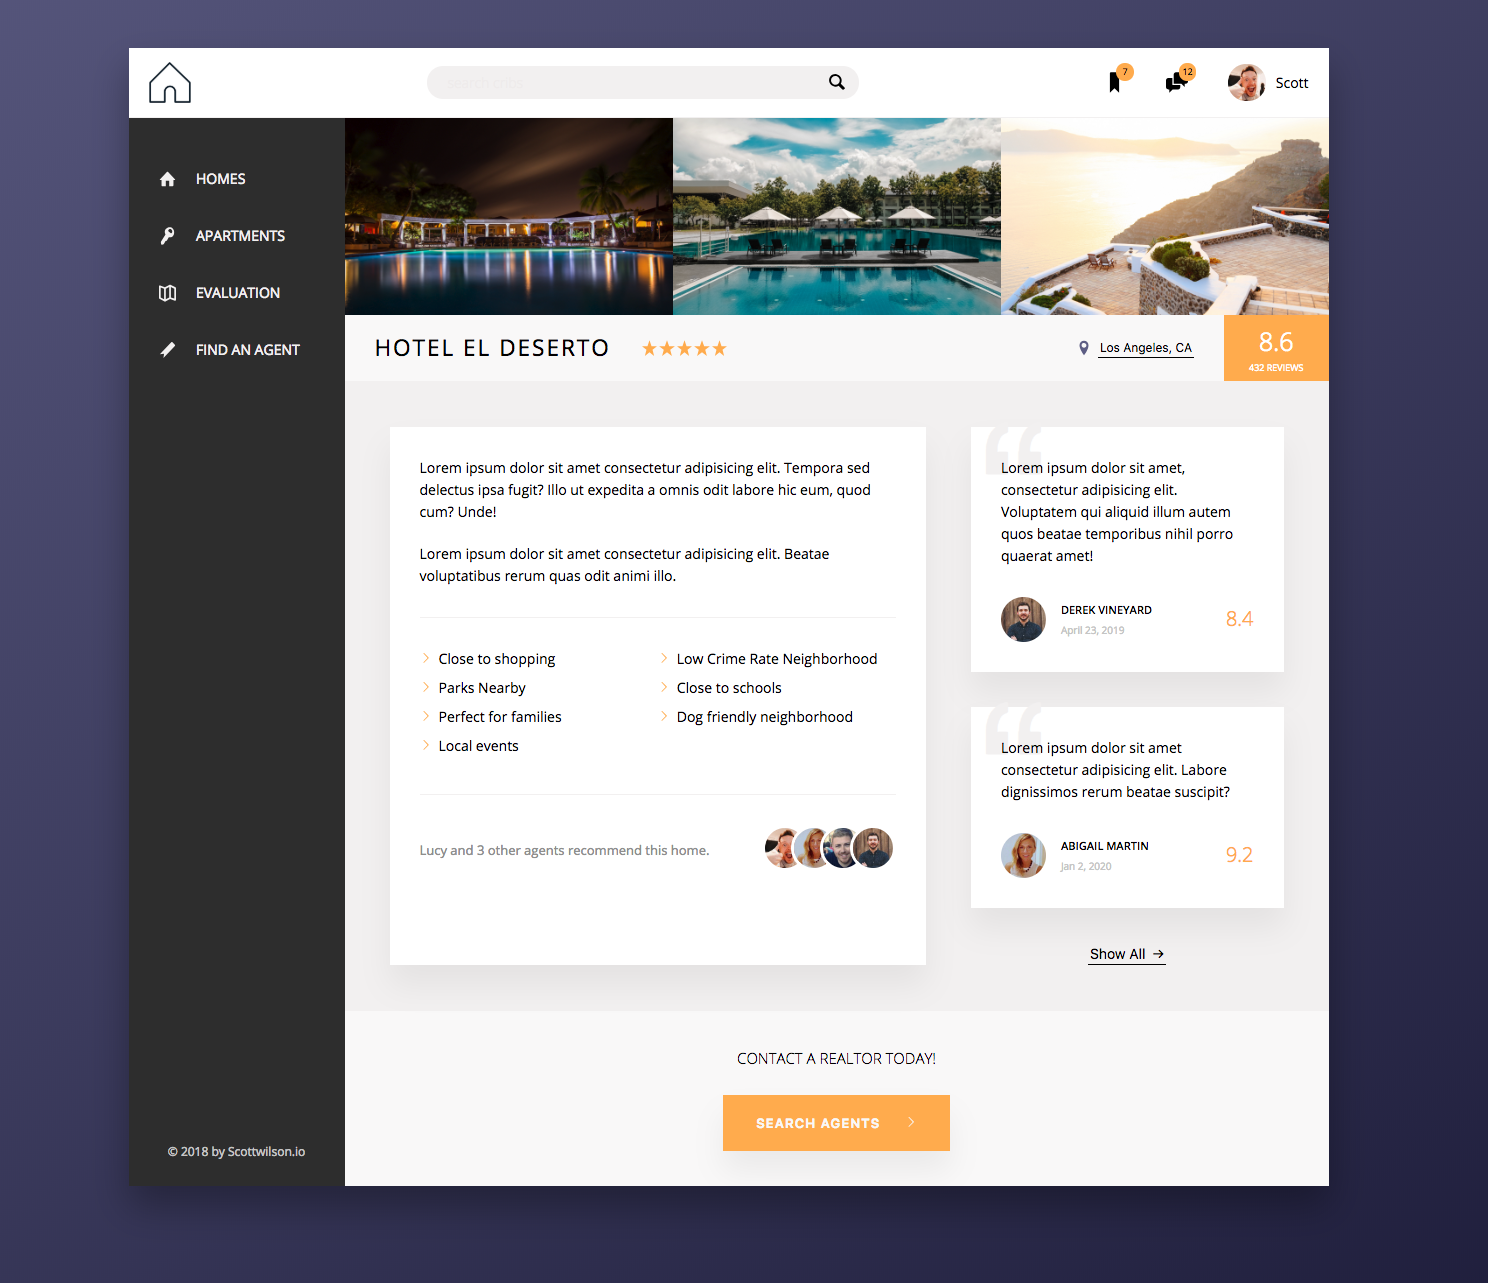 7
12
Scott
HOMES
APARTMENTS
EVALUATION
FIND AN AGENT
HOTEL EL DESERTO
Los Angeles, CA
8.6
432 REVIEWS
Lorem ipsum dolor sit amet consectetur adipisicing elit. Tempora sed
delectus ipsa fugit? Illo ut expedita a omnis odit labore hic eum, quod
cum? Unde!
Lorem ipsum dolor sit amet consectetur adipisicing elit. Beatae
voluptatibus rerum quas odit animi illo.
Close to shopping
Parks Nearby
Perfect for families
Local events
Low Crime Rate Neighborhood
Close to schools
Dog friendly neighborhood
Lucy and 3 other agents recommend this home.
“
Lorem ipsum dolor sit amet,
consectetur adipisicing elit.
Voluptatem qui aliquid illum autem
quos beatae temporibus nihil porro
quaerat amet!
DEREK VINEYARD
April 23, 2019
8.4
“
Lorem ipsum dolor sit amet
consectetur adipisicing elit. Labore
dignissimos rerum beatae suscipit?
ABIGAIL MARTIN
Jan 2, 2020
9.2
Show All →
CONTACT A REALTOR TODAY!
SEARCH AGENTS
© 2018 by Scottwilson.io